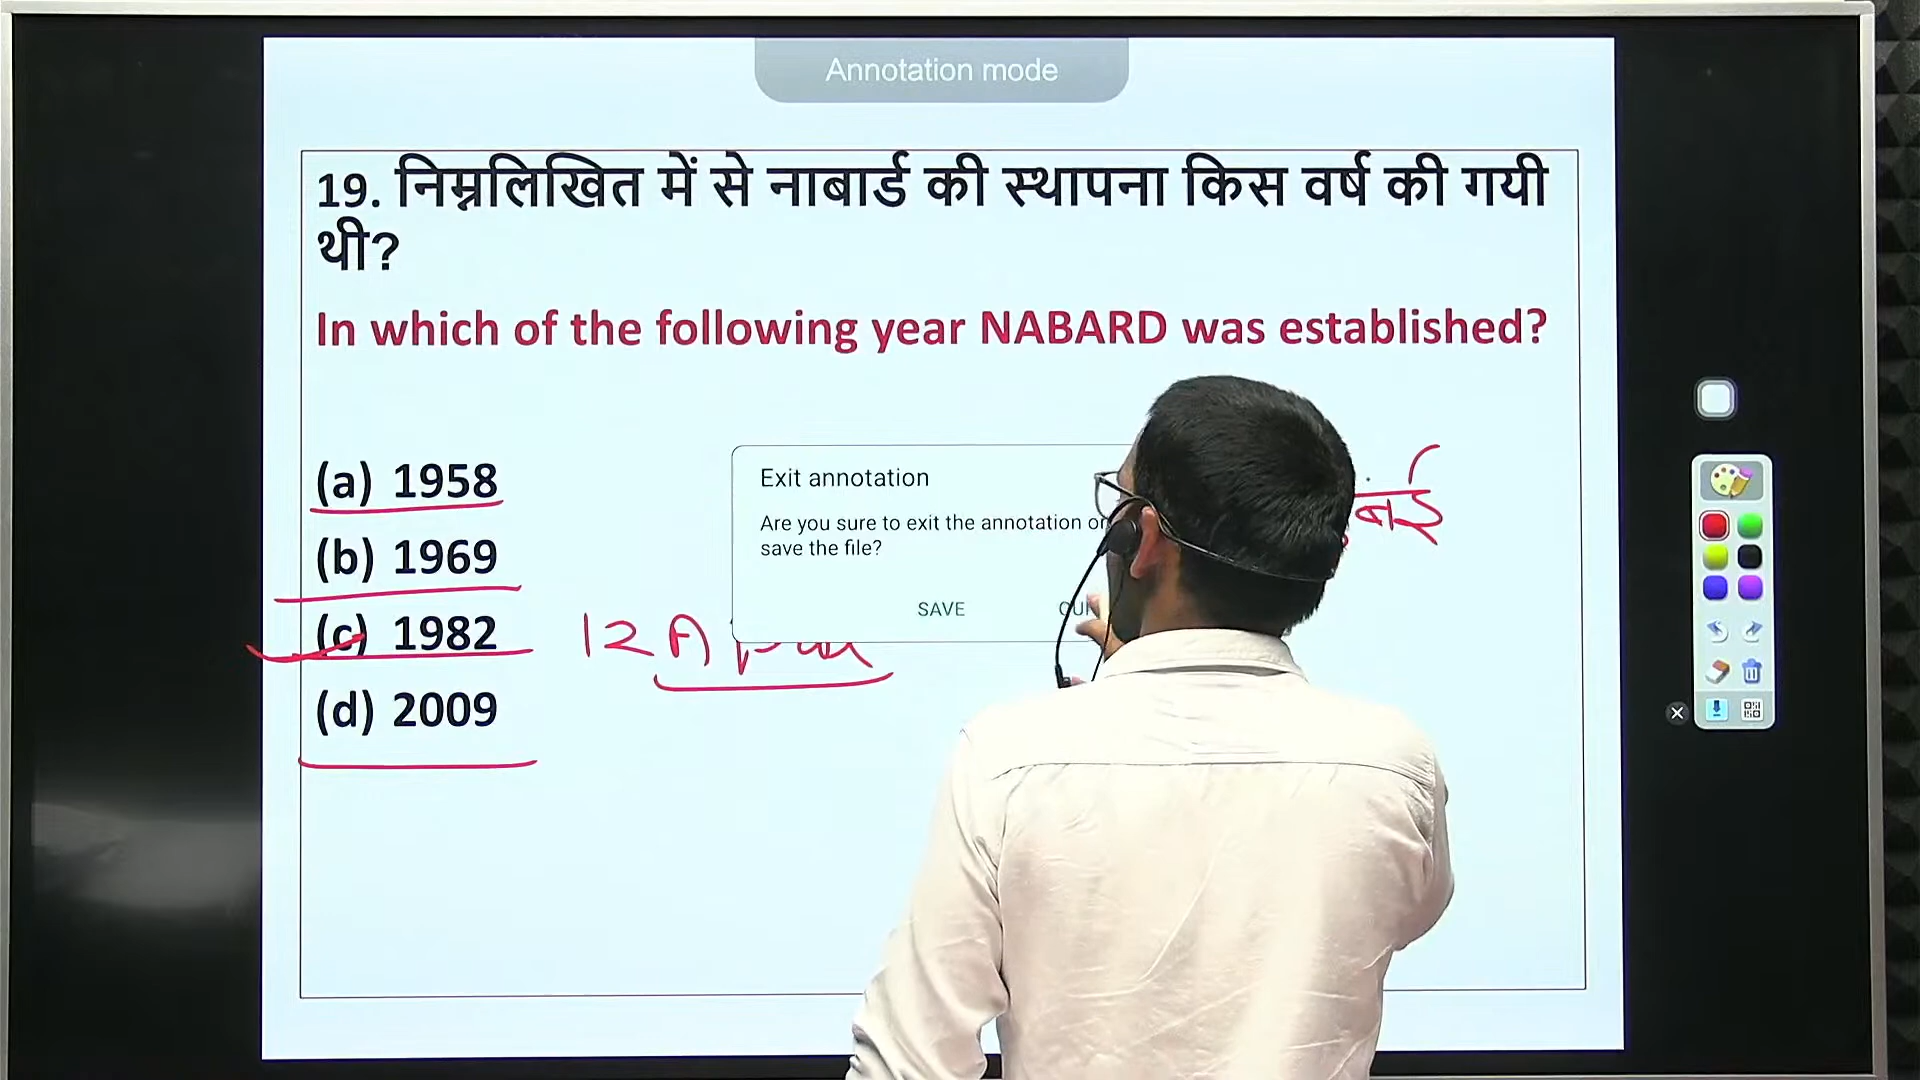 Annotation mode
19. निम्नलिखित में से नाबार्ड की स्थापना किस वर्ष की गयी
थी?
In which of the following year NABARD was established?
(a) 1958
Exit annotation
Are you sure to exit the annotation or
save the file?
(b) 1969
SAVE
(c) 1982
12
(d) 2009